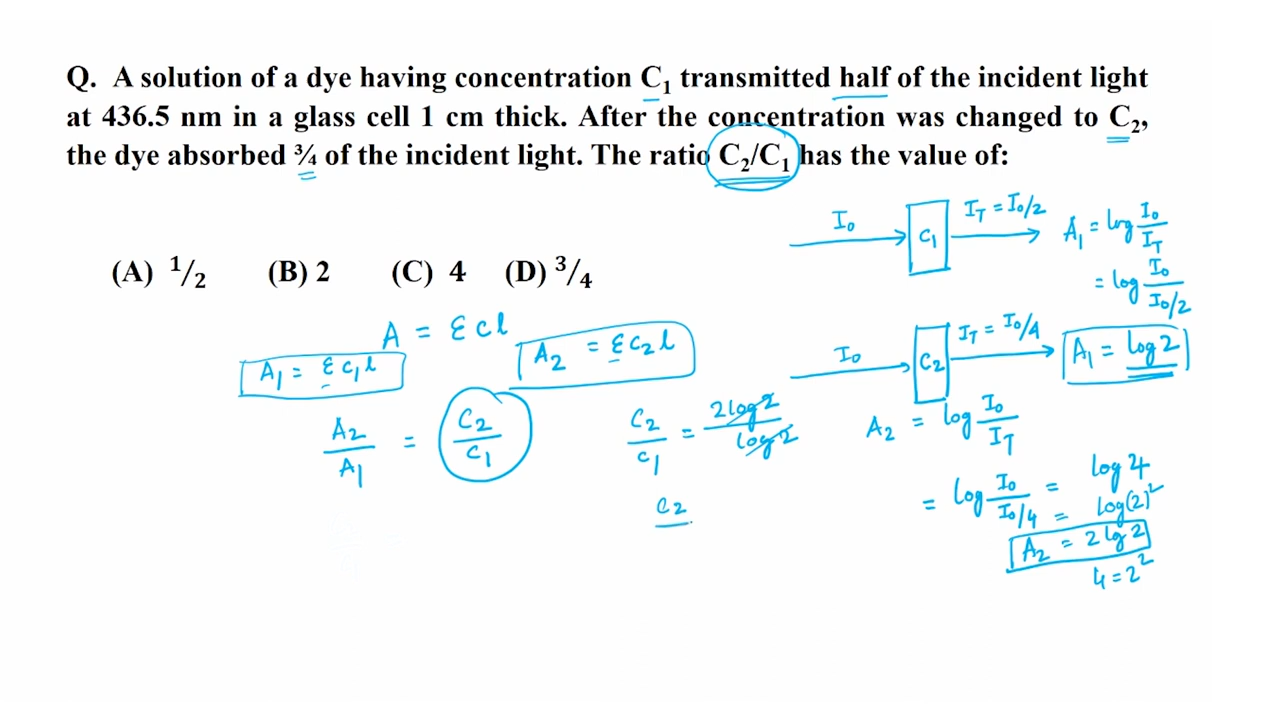 Q. A solution of a dye having concentration C₁ transmitted half of the incident light
at 436.5 nm in a glass cell 1 cm thick. After the concentration was changed to C₂,
the dye absorbed ¾ of the incident light. The ratio C₂/C₁ has the value of:
I₀
C₁
I_T = I₀/2
A₁ = log I₀/I_T
= log I₀/(I₀/2)
A₁ = log 2
(A) ¹/₂ (B) 2 (C) 4 (D) ³/₄
A = εcl
A₁ = εc₁l
A₂ = εc₂l
A₂/A₁ = C₂/C₁
C₂/C₁ = 2log2/log2
C₂
I₀
C₂
I_T = I₀/4
A₂ = log I₀/I_T
= log I₀/(I₀/4) = log 4
= log(2)²
A₂ = 2 lg 2
4 = 2²